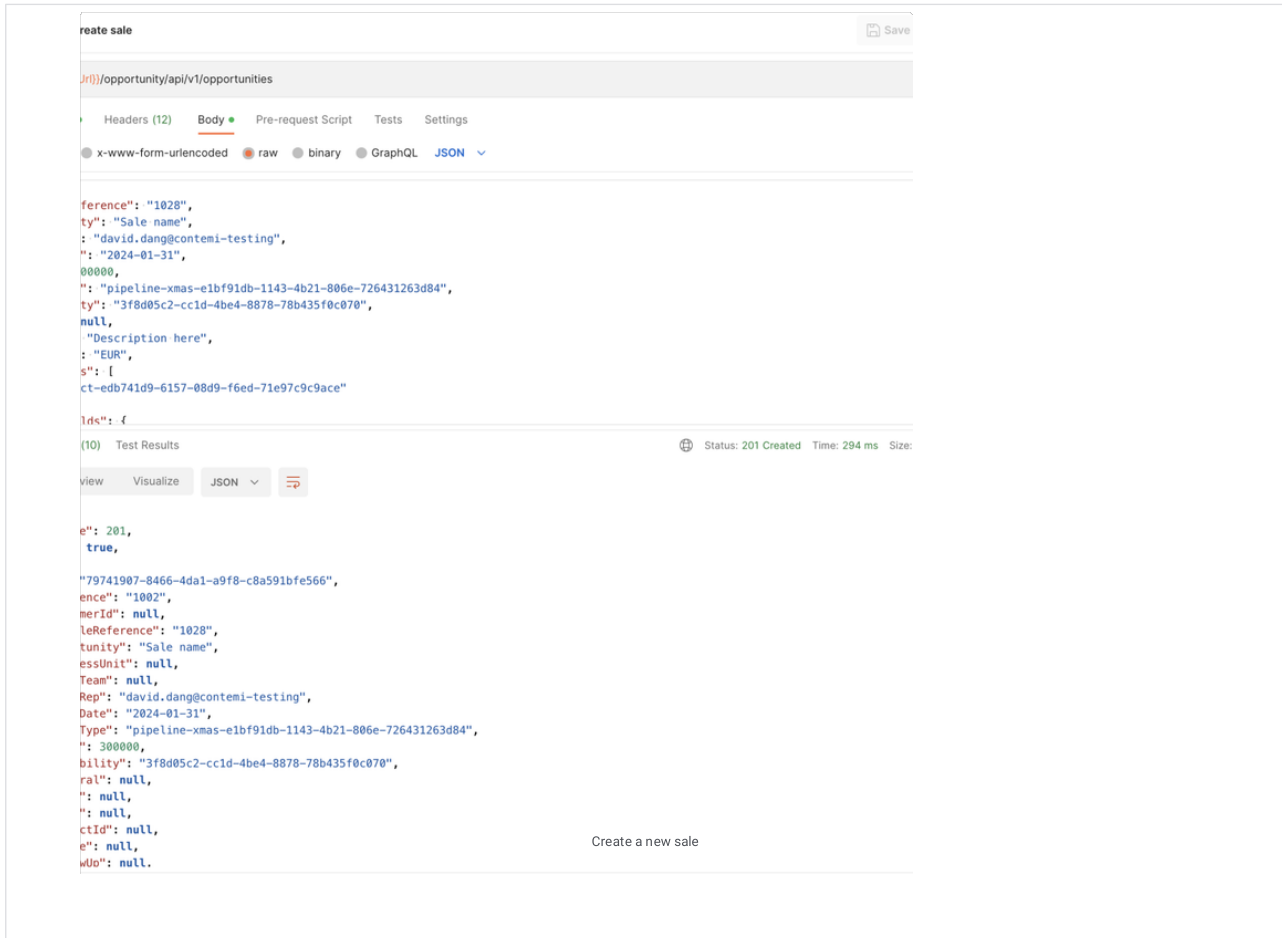 reate sale
Save
Jrl}}/opportunity/api/v1/opportunities
Headers (12) Body Pre-request Script Tests Settings
x-www-form-urlencoded raw binary GraphQL JSON
ference": "1028",
ty": "Sale name",
: "david.dang@contemi-testing",
": "2024-01-31",
00000,
": "pipeline-xmas-e1bf91db-1143-4b21-806e-726431263d84",
ty": "3f8d05c2-cc1d-4be4-8878-78b435f0c070",
null,
"Description here",
: "EUR",
s": [
ct-edb741d9-6157-08d9-f6ed-71e97c9c9ace"
lds": {
(10) Test Results Status: 201 Created Time: 294 ms Size:
view Visualize JSON
e": 201,
true,
"79741907-8466-4da1-a9f8-c8a591bfe566",
ence": "1002",
merId": null,
leReference": "1028",
tunity": "Sale name",
essUnit": null,
Team": null,
Rep": "david.dang@contemi-testing",
Date": "2024-01-31",
Type": "pipeline-xmas-e1bf91db-1143-4b21-806e-726431263d84",
": 300000,
bility": "3f8d05c2-cc1d-4be4-8878-78b435f0c070",
ral": null,
": null,
": null,
ctId": null,
e": null,
wUp": null,
Create a new sale